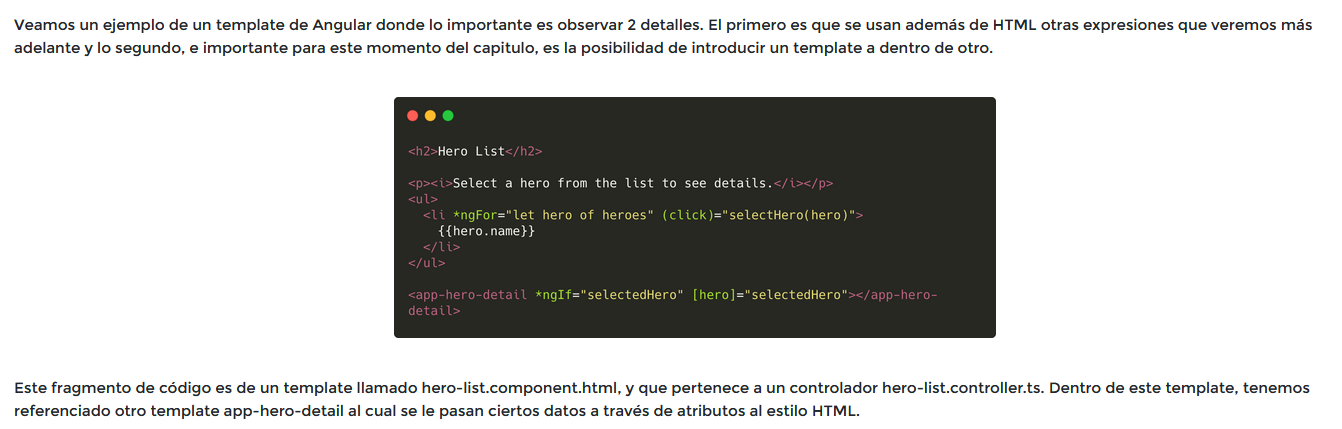 Veamos un ejemplo de un template de Angular donde lo importante es observar 2 detalles. El primero es que se usan además de HTML otras expresiones que veremos más
adelante y lo segundo, e importante para este momento del capitulo, es la posibilidad de introducir un template a dentro de otro.
<h2>Hero List</h2>
<p><i>Select a hero from the list to see details.</i></p>
<ul>
<li *ngFor="let hero of heroes" (click)="selectHero(hero)">
{{hero.name}}
</li>
</ul>
<app-hero-detail *ngIf="selectedHero" [hero]="selectedHero"></app-hero-
detail>
Este fragmento de código es de un template llamado hero-list.component.html, y que pertenece a un controlador hero-list.controller.ts. Dentro de este template, tenemos
referenciado otro template app-hero-detail al cual se le pasan ciertos datos a través de atributos al estilo HTML.